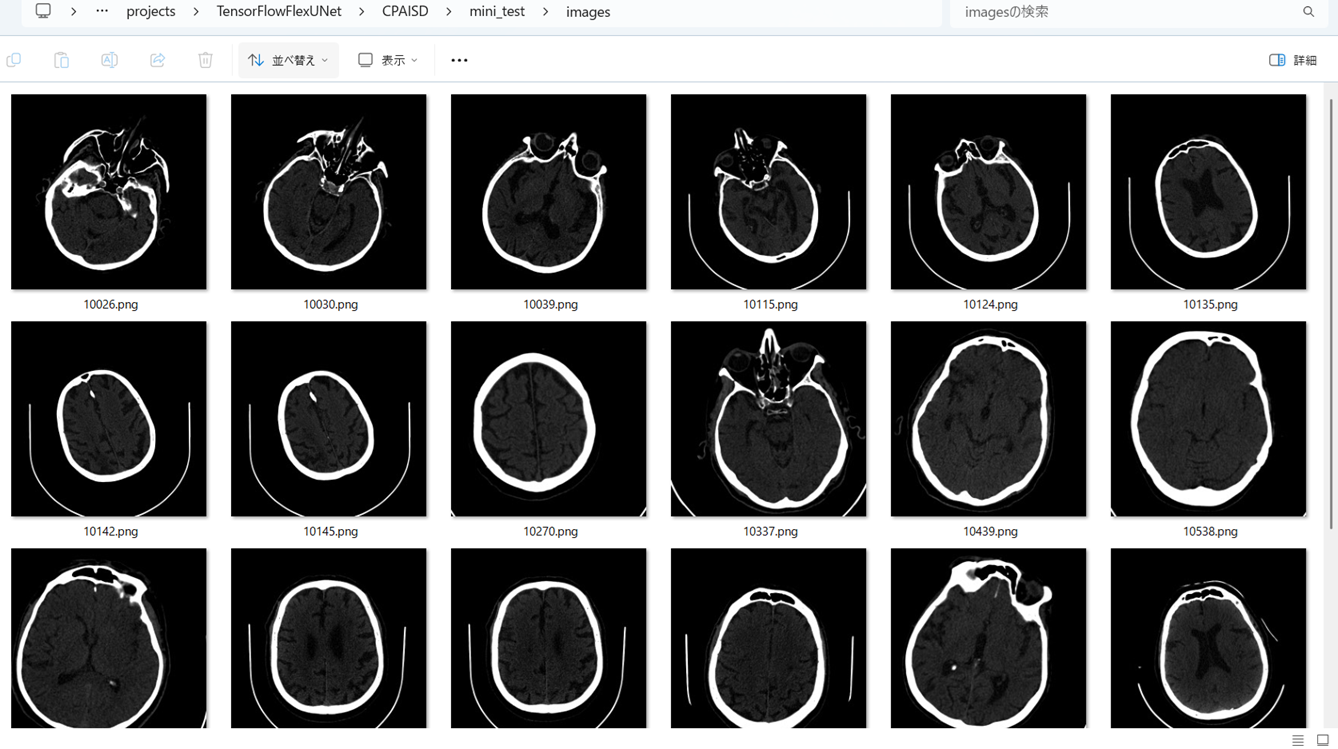 projects > TensorFlowFlexUNet > CPAISD > mini_test > images
imagesの検索
並べ替え
表示
詳細
10026.png
10030.png
10039.png
10115.png
10124.png
10135.png
10142.png
10145.png
10270.png
10337.png
10439.png
10538.png